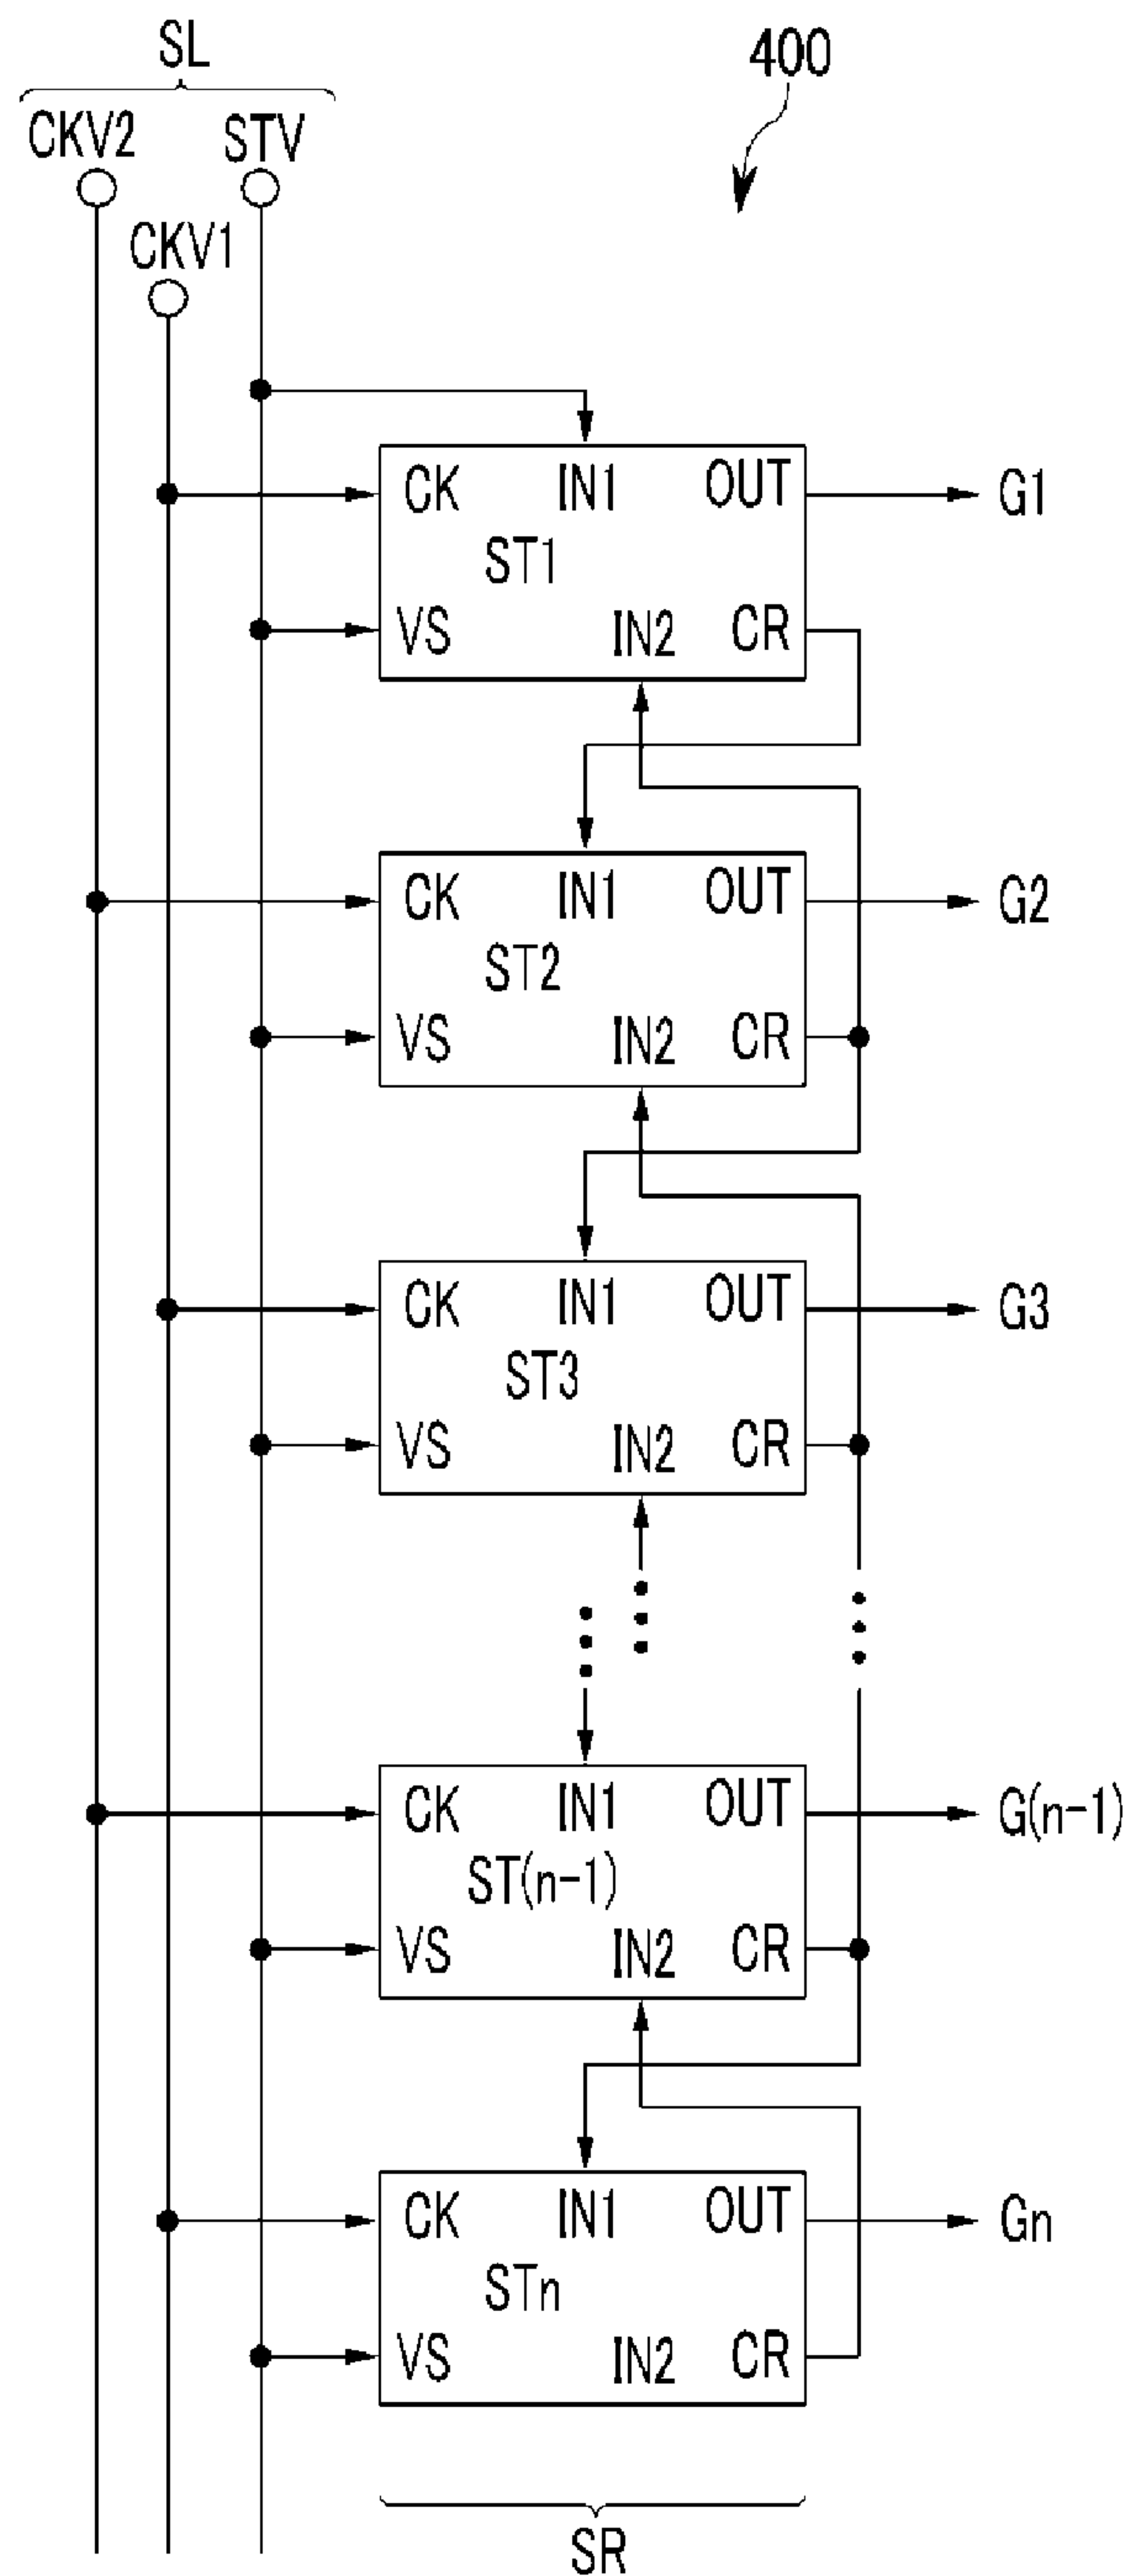 SL
400
CKV2 STV
CKV1
CK IN1 OUT G1
ST1
VS IN2 CR
CK IN1 OUT G2
ST2
VS IN2 CR
CK IN1 OUT G3
ST3
VS IN2 CR
CK IN1 OUT G(n-1)
ST(n-1)
VS IN2 CR
CK IN1 OUT Gn
STn
VS IN2 CR
SR